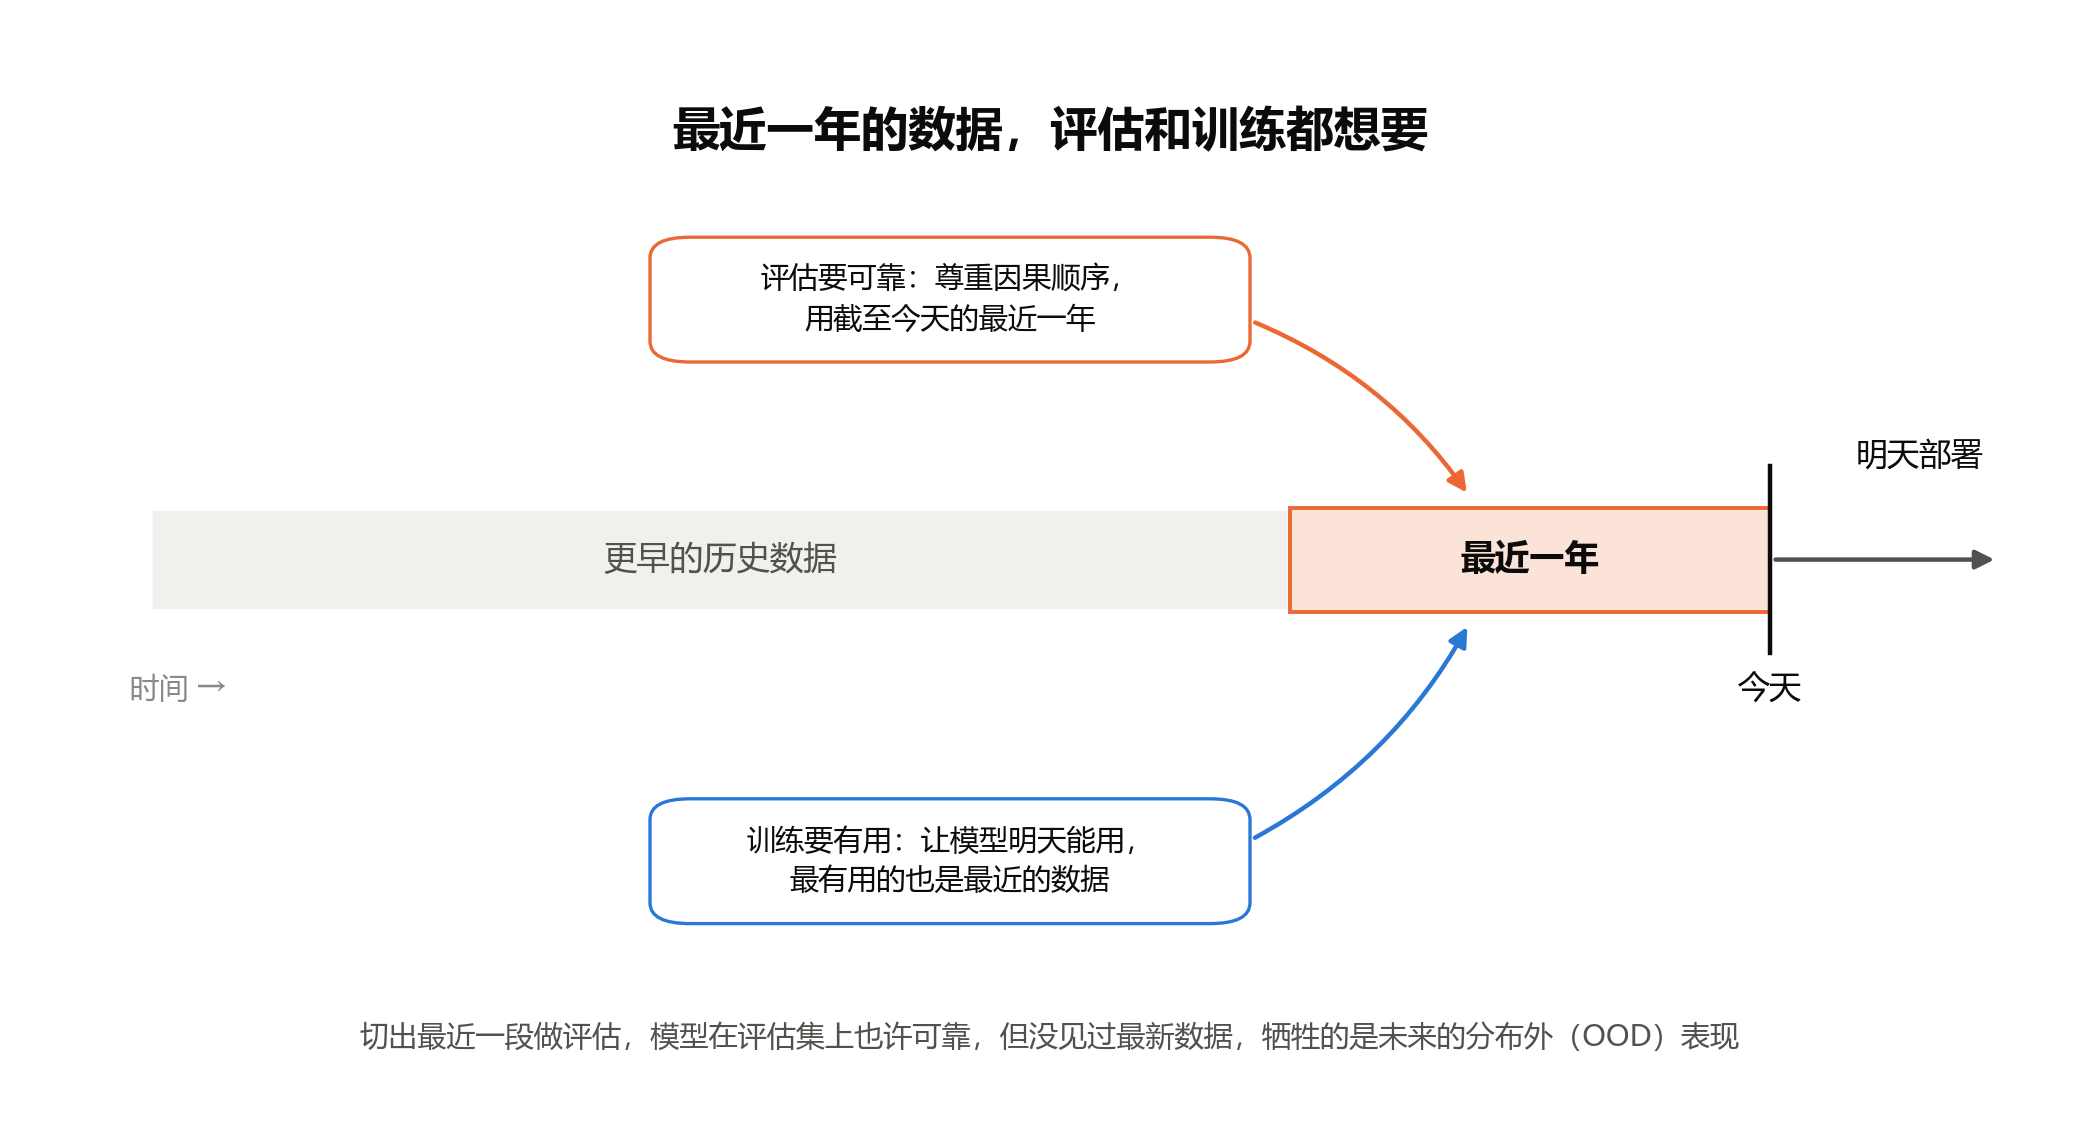 最近一年的数据，评估和训练都想要
评估要可靠：尊重因果顺序，
用截至今天的最近一年
明天部署
更早的历史数据
最近一年
时间 →
今天
训练要有用：让模型明天能用，
最有用的也是最近的数据
切出最近一段做评估，模型在评估集上也许可靠，但没见过最新数据，牺牲的是未来的分布外（OOD）表现